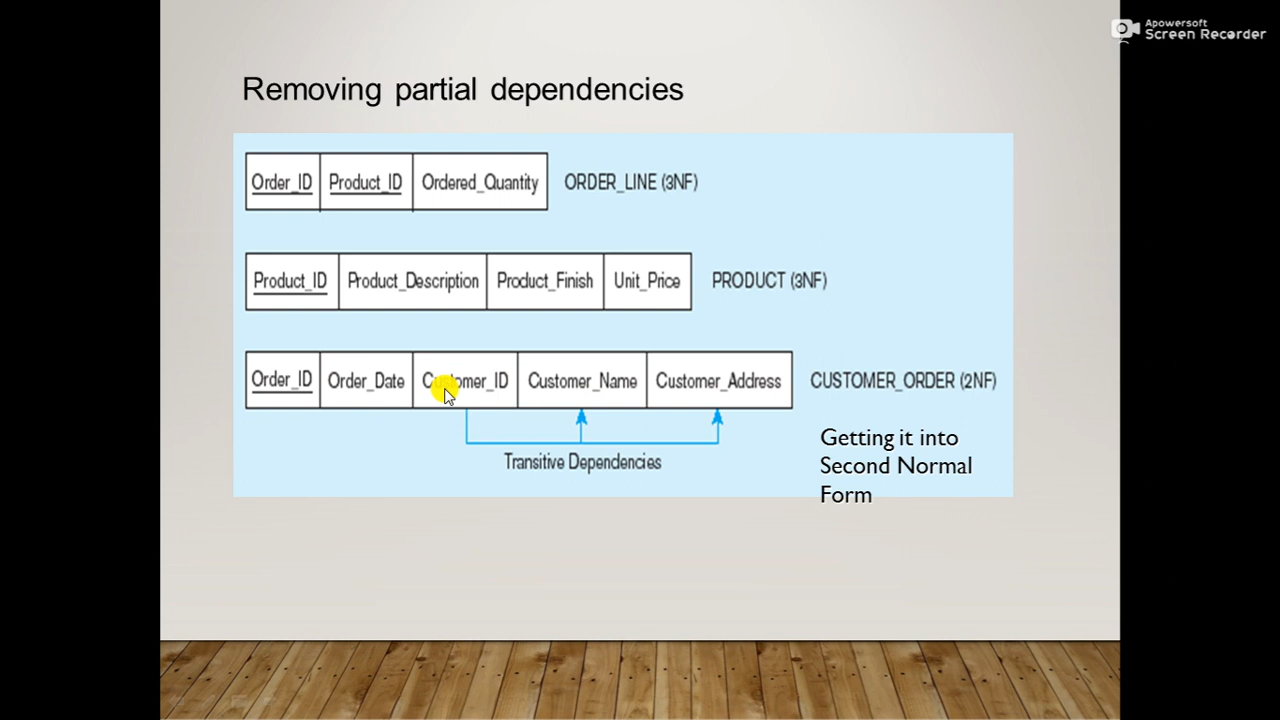 Apowersoft
Screen Recorder
Removing partial dependencies
Order_ID Product_ID Ordered_Quantity ORDER_LINE (3NF)
Product_ID Product_Description Product_Finish Unit_Price PRODUCT (3NF)
Order_ID Order_Date Customer_ID Customer_Name Customer_Address CUSTOMER_ORDER (2NF)
Transitive Dependencies
Getting it into
Second Normal
Form